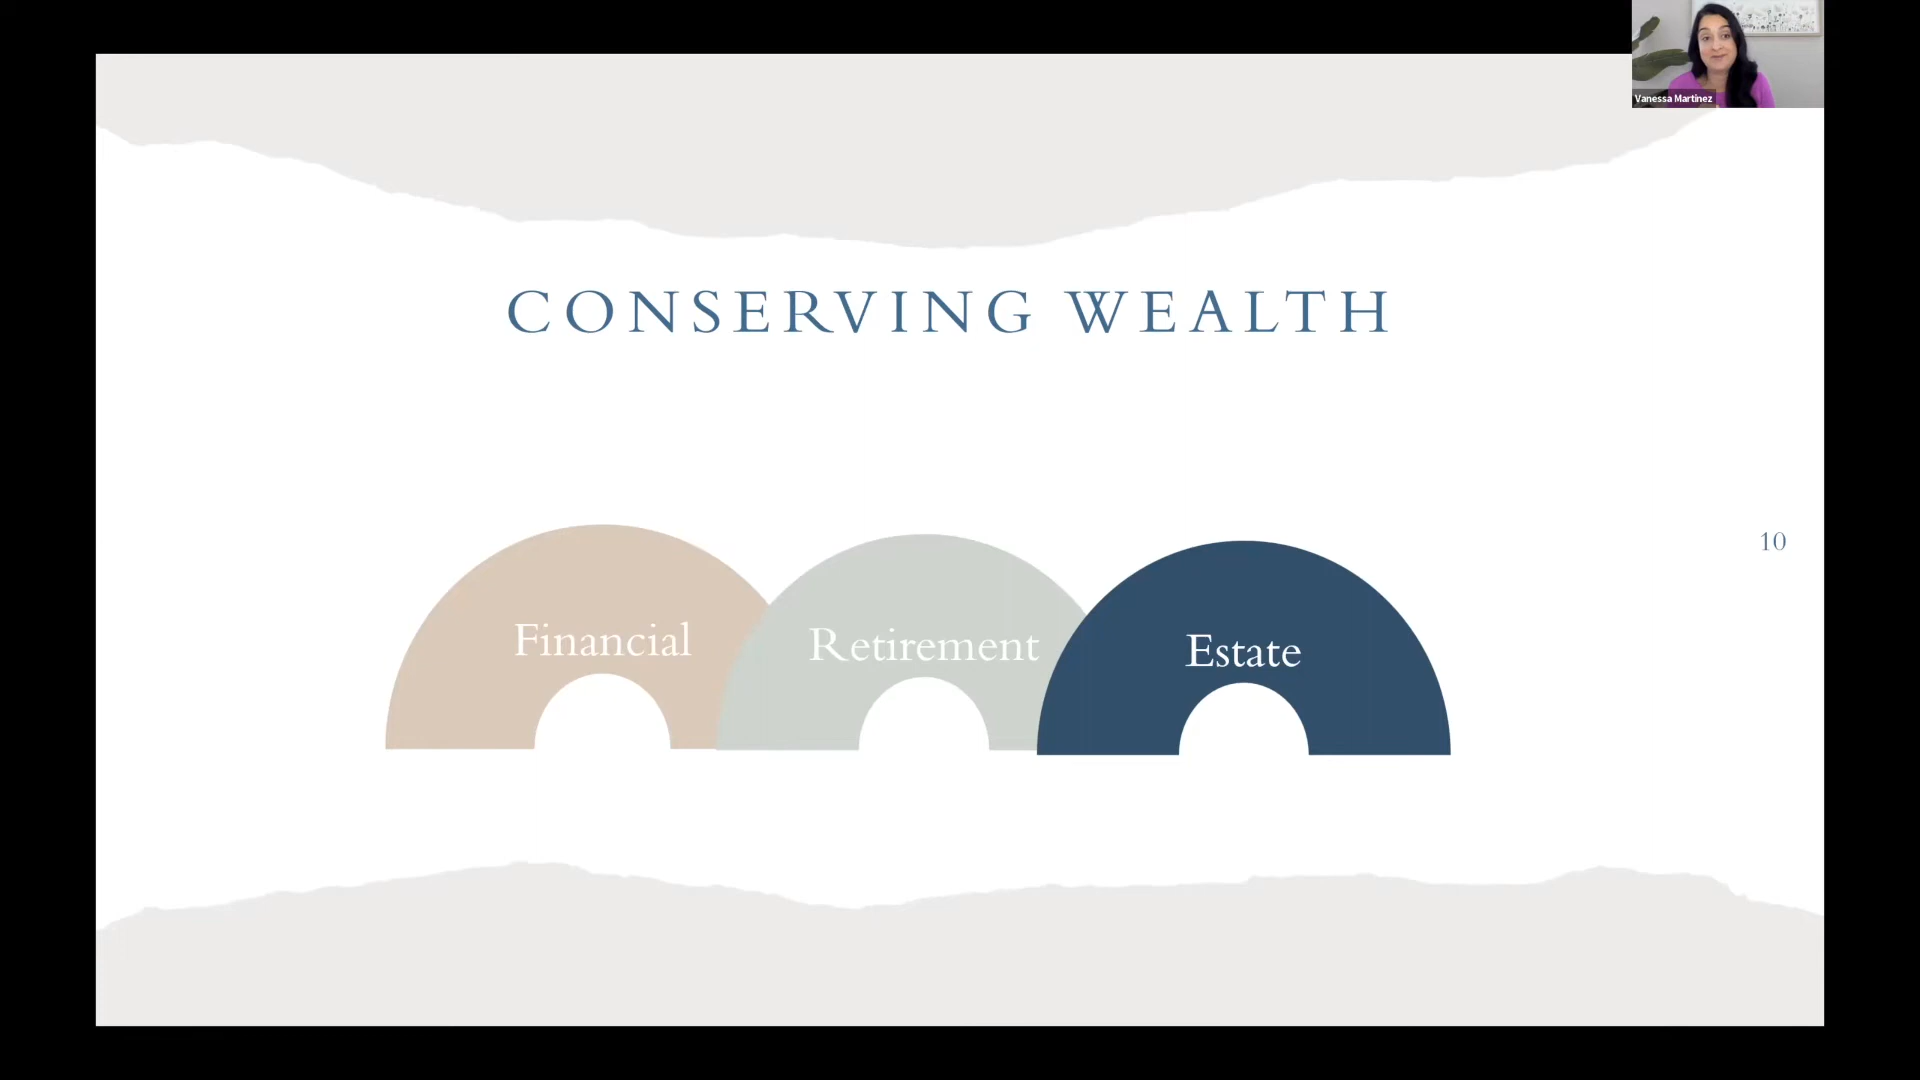 Vanessa Martinez
CONSERVING WEALTH
10
Financial
Retirement
Estate